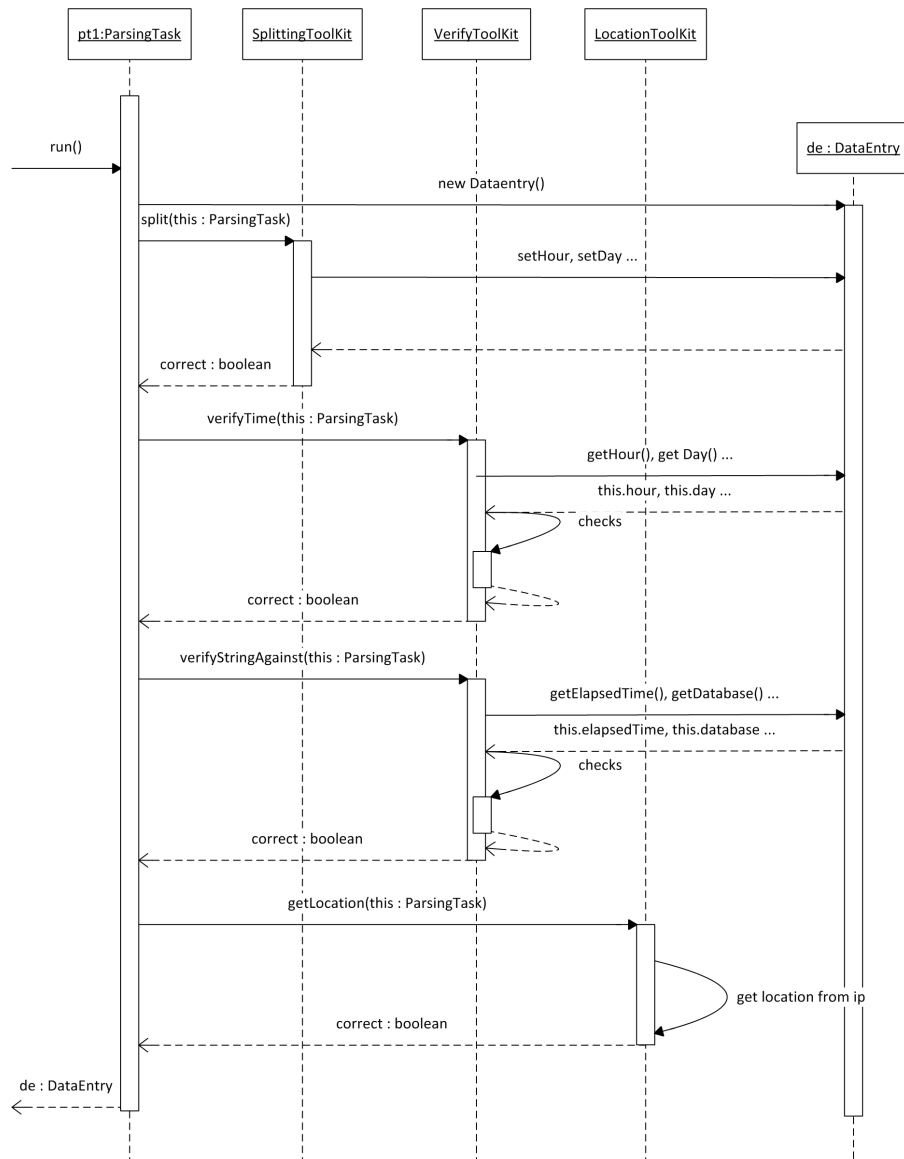 pt1:ParsingTask
SplittingToolKit
VerifyToolKit
LocationToolKit
run()
de : DataEntry
new Dataentry()
split(this : ParsingTask)
setHour, setDay ...
correct : boolean
verifyTime(this : ParsingTask)
getHour(), get Day() ...
this.hour, this.day ...
checks
correct : boolean
verifyStringAgainst(this : ParsingTask)
getElapsedTime(), getDatabase() ...
this.elapsedTime, this.database ...
checks
correct : boolean
getLocation(this : ParsingTask)
get location from ip
correct : boolean
de : DataEntry